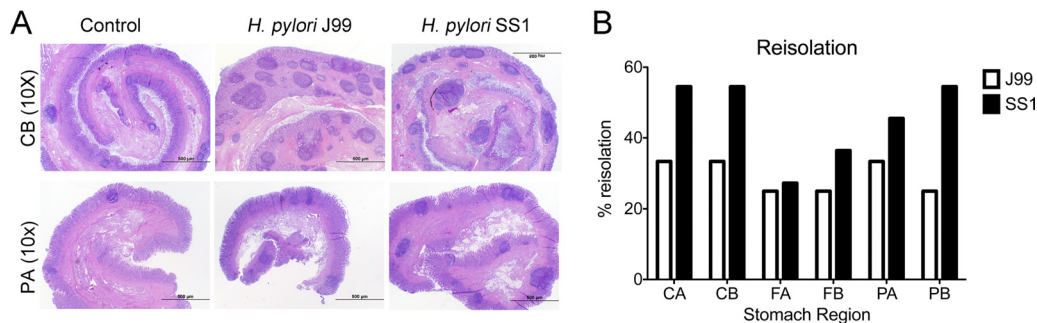 A
Control
H. pylori J99
H. pylori SS1
CB (10X)
500 µm
500 µm
500 µm
PA (10x)
500 µm
500 µm
500 µm
B
Reisolation
J99
SS1
% reisolation
60
40
20
0
CA CB FA FB PA PB
Stomach Region